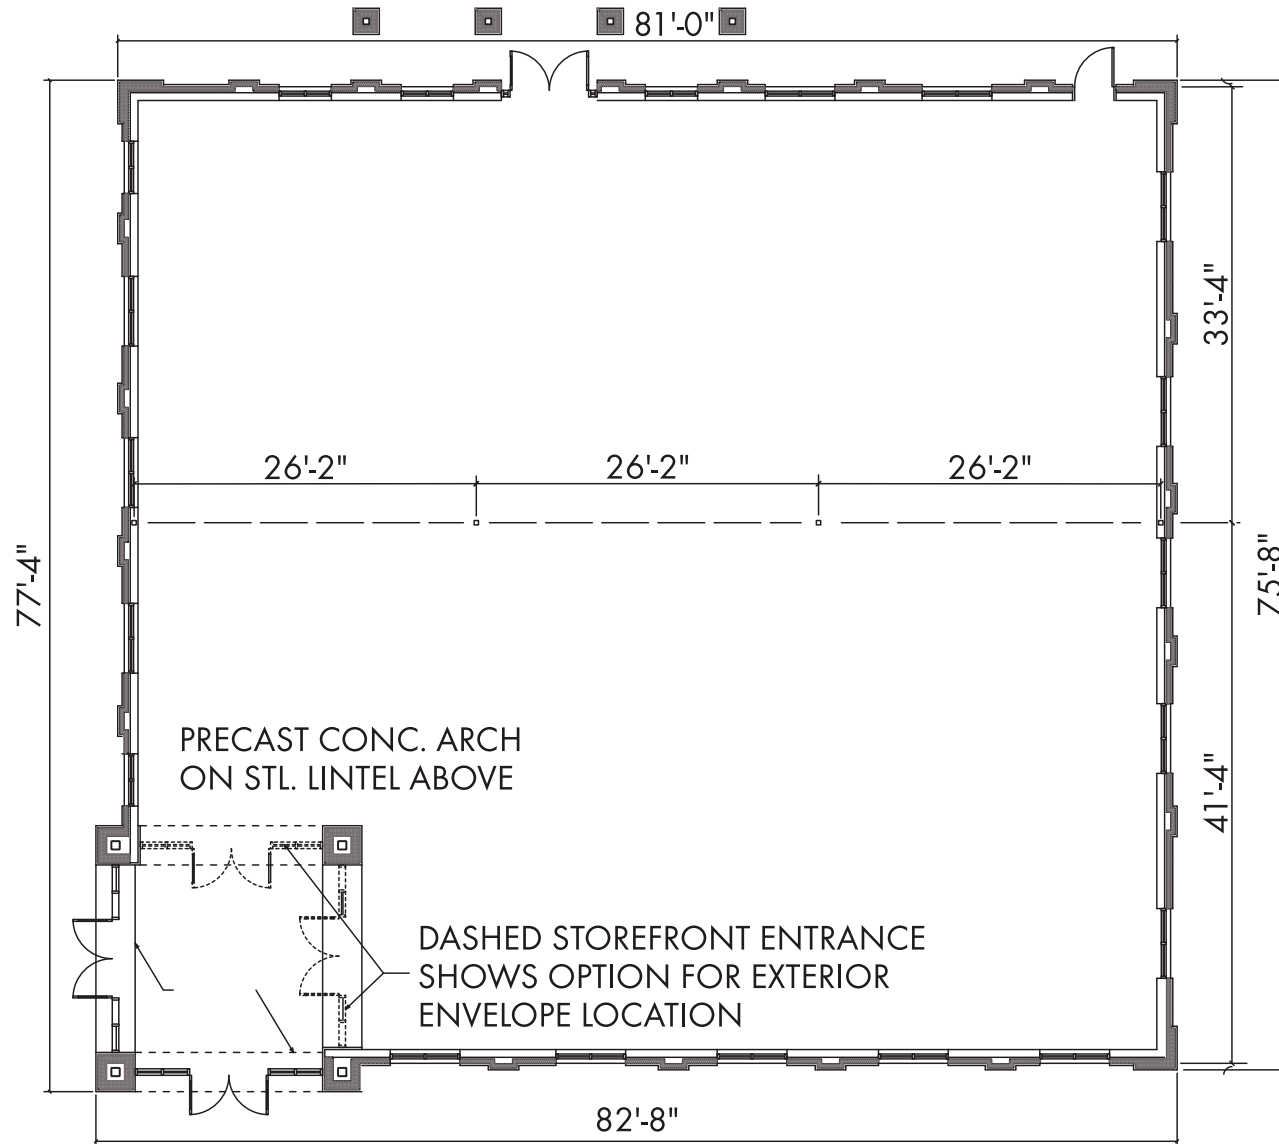 81'-0"
33'-4"
26'-2"
26'-2"
26'-2"
77'-4"
75'-8"
PRECAST CONC. ARCH
ON STL. LINTEL ABOVE
41'-4"
DASHED STOREFRONT ENTRANCE
SHOWS OPTION FOR EXTERIOR
ENVELOPE LOCATION
82'-8"